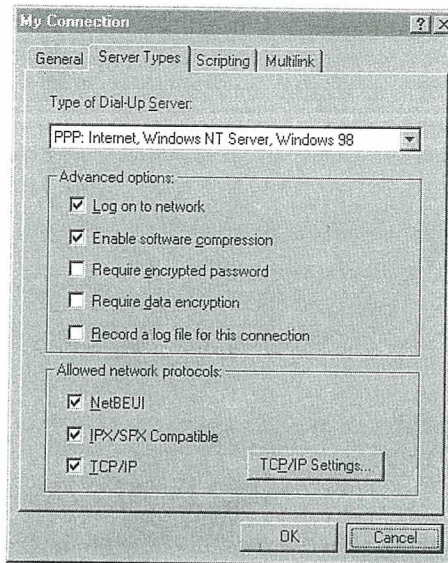 My Connection
General Server Types Scripting Multilink
Type of Dial-Up Server:
PPP: Internet, Windows NT Server, Windows 98
Advanced options:
Log on to network
Enable software compression
Require encrypted password
Require data encryption
Record a log file for this connection
Allowed network protocols:
NetBEUI
IPX/SPX Compatible
TCP/IP TCP/IP Settings...
OK Cancel